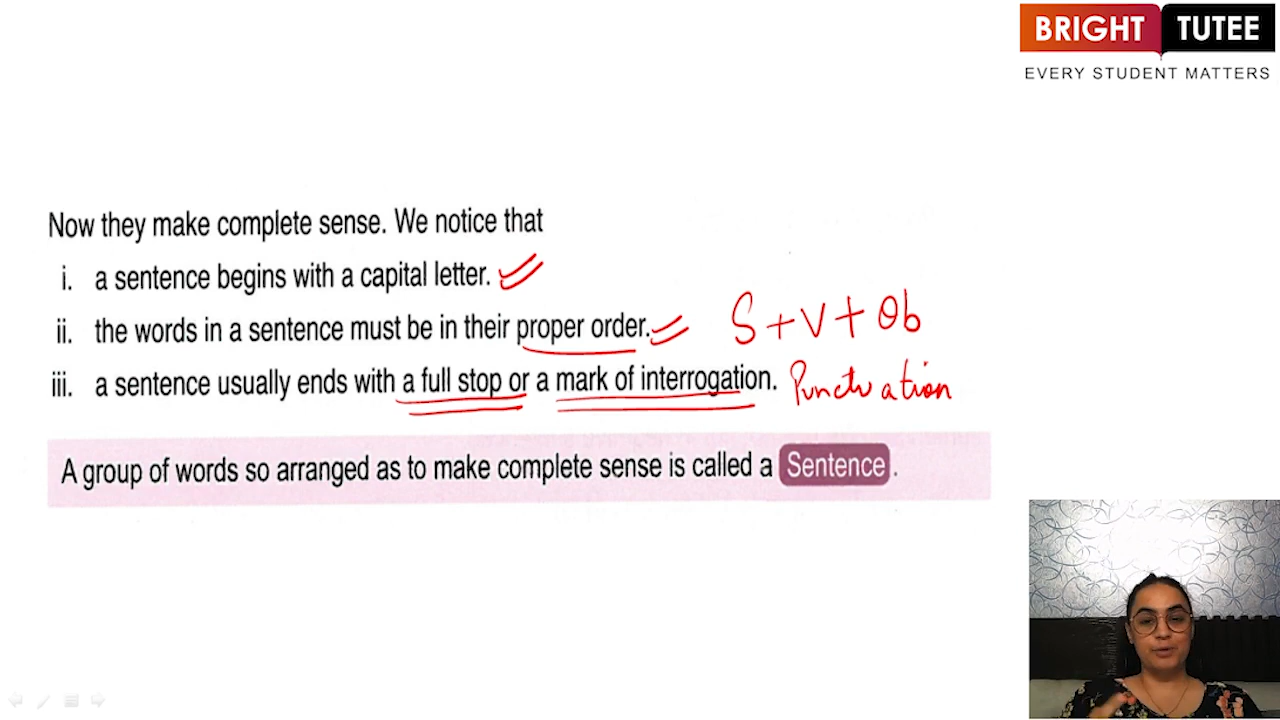 BRIGHT TUTEE
EVERY STUDENT MATTERS
Now they make complete sense. We notice that
i. a sentence begins with a capital letter.
ii. the words in a sentence must be in their proper order. S + V + Ob
iii. a sentence usually ends with a full stop or a mark of interrogation. Punctuation
A group of words so arranged as to make complete sense is called a Sentence.